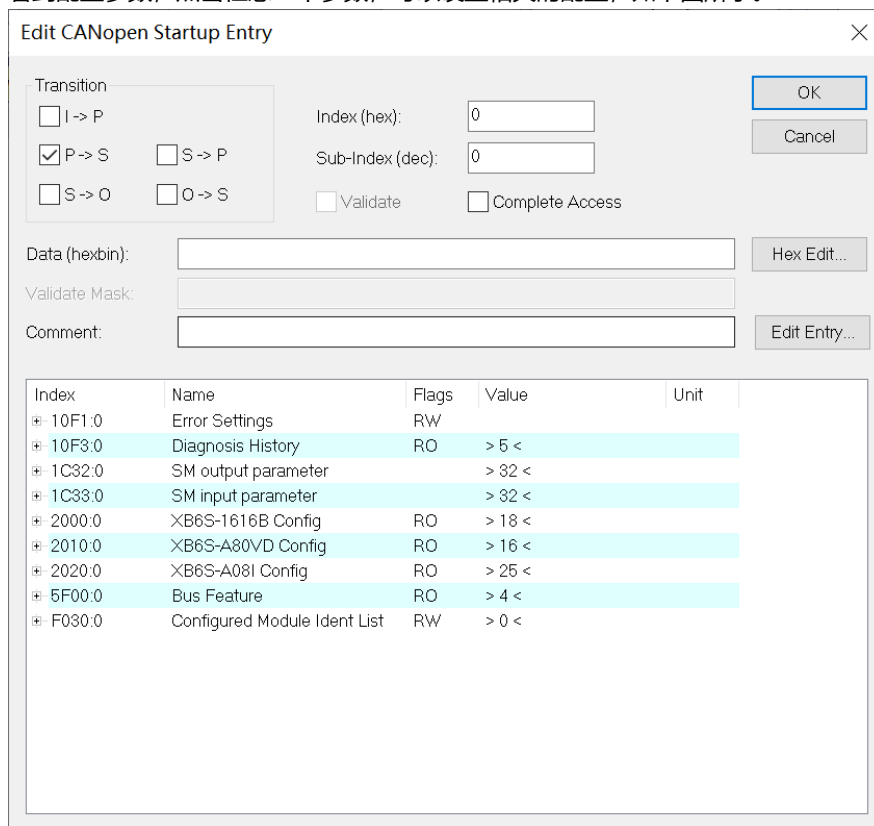 Edit CANopen Startup Entry
Transition
I -> P
P -> S
S -> P
S -> O
O -> S
Index (hex):
0
Sub-Index (dec):
0
Validate
Complete Access
OK
Cancel
Data (hexbin):
Hex Edit...
Validate Mask:
Comment:
Edit Entry...
Index Name Flags Value Unit
10F1:0 Error Settings RW
10F3:0 Diagnosis History RO > 5 <
1C32:0 SM output parameter > 32 <
1C33:0 SM input parameter > 32 <
2000:0 XB6S-1616B Config RO > 18 <
2010:0 XB6S-A80VD Config RO > 16 <
2020:0 XB6S-A08I Config RO > 25 <
5F00:0 Bus Feature RO > 4 <
F030:0 Configured Module Ident List RW > 0 <